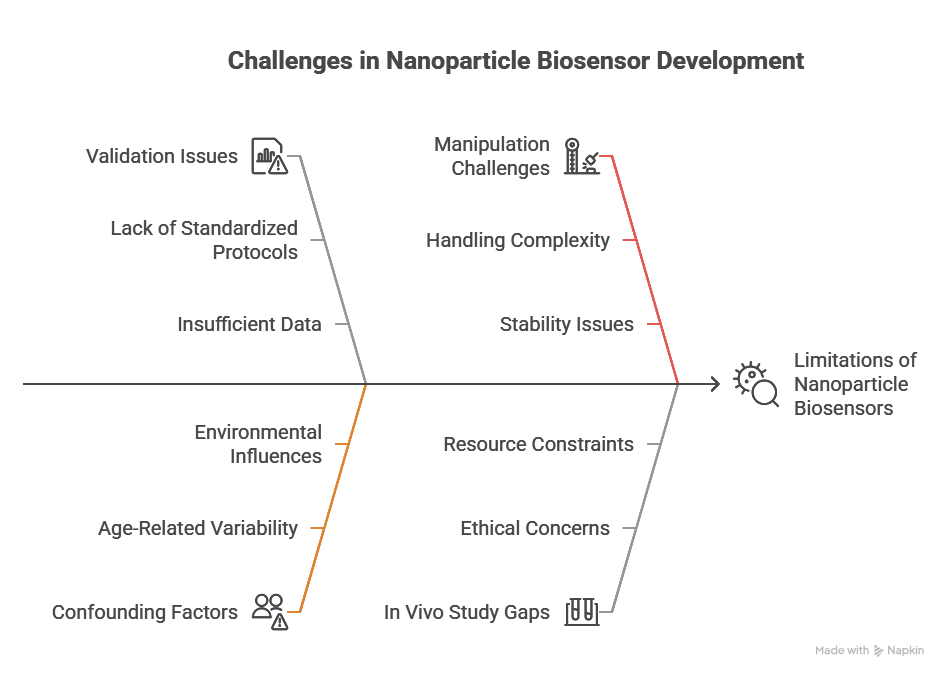 Challenges in Nanoparticle Biosensor Development
Validation Issues
Lack of Standardized
Protocols
Insufficient Data
Manipulation
Challenges
Handling Complexity
Stability Issues
Limitations of
Nanoparticle
Biosensors
Environmental
Influences
Age-Related Variability
Confounding Factors
Resource Constraints
Ethical Concerns
In Vivo Study Gaps
Made with Napkin